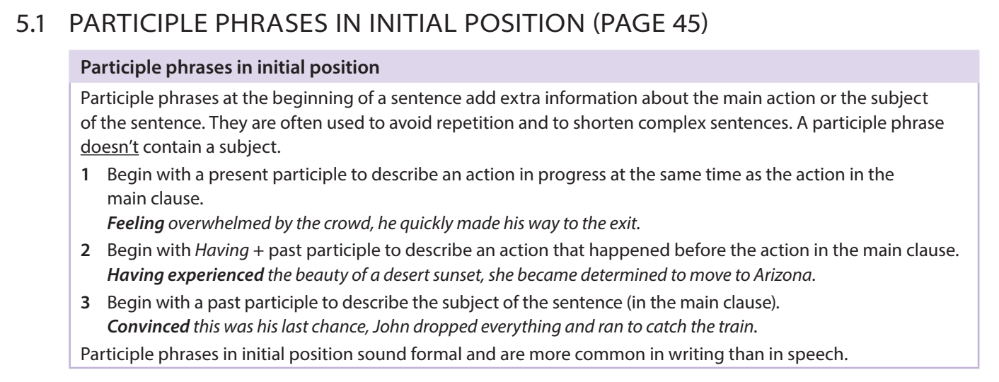 5.1 PARTICIPLE PHRASES IN INITIAL POSITION (PAGE 45)
Participle phrases in initial position
Participle phrases at the beginning of a sentence add extra information about the main action or the subject
of the sentence. They are often used to avoid repetition and to shorten complex sentences. A participle phrase
doesn't contain a subject.
1 Begin with a present participle to describe an action in progress at the same time as the action in the
main clause.
Feeling overwhelmed by the crowd, he quickly made his way to the exit.
2 Begin with Having + past participle to describe an action that happened before the action in the main clause.
Having experienced the beauty of a desert sunset, she became determined to move to Arizona.
3 Begin with a past participle to describe the subject of the sentence (in the main clause).
Convinced this was his last chance, John dropped everything and ran to catch the train.
Participle phrases in initial position sound formal and are more common in writing than in speech.